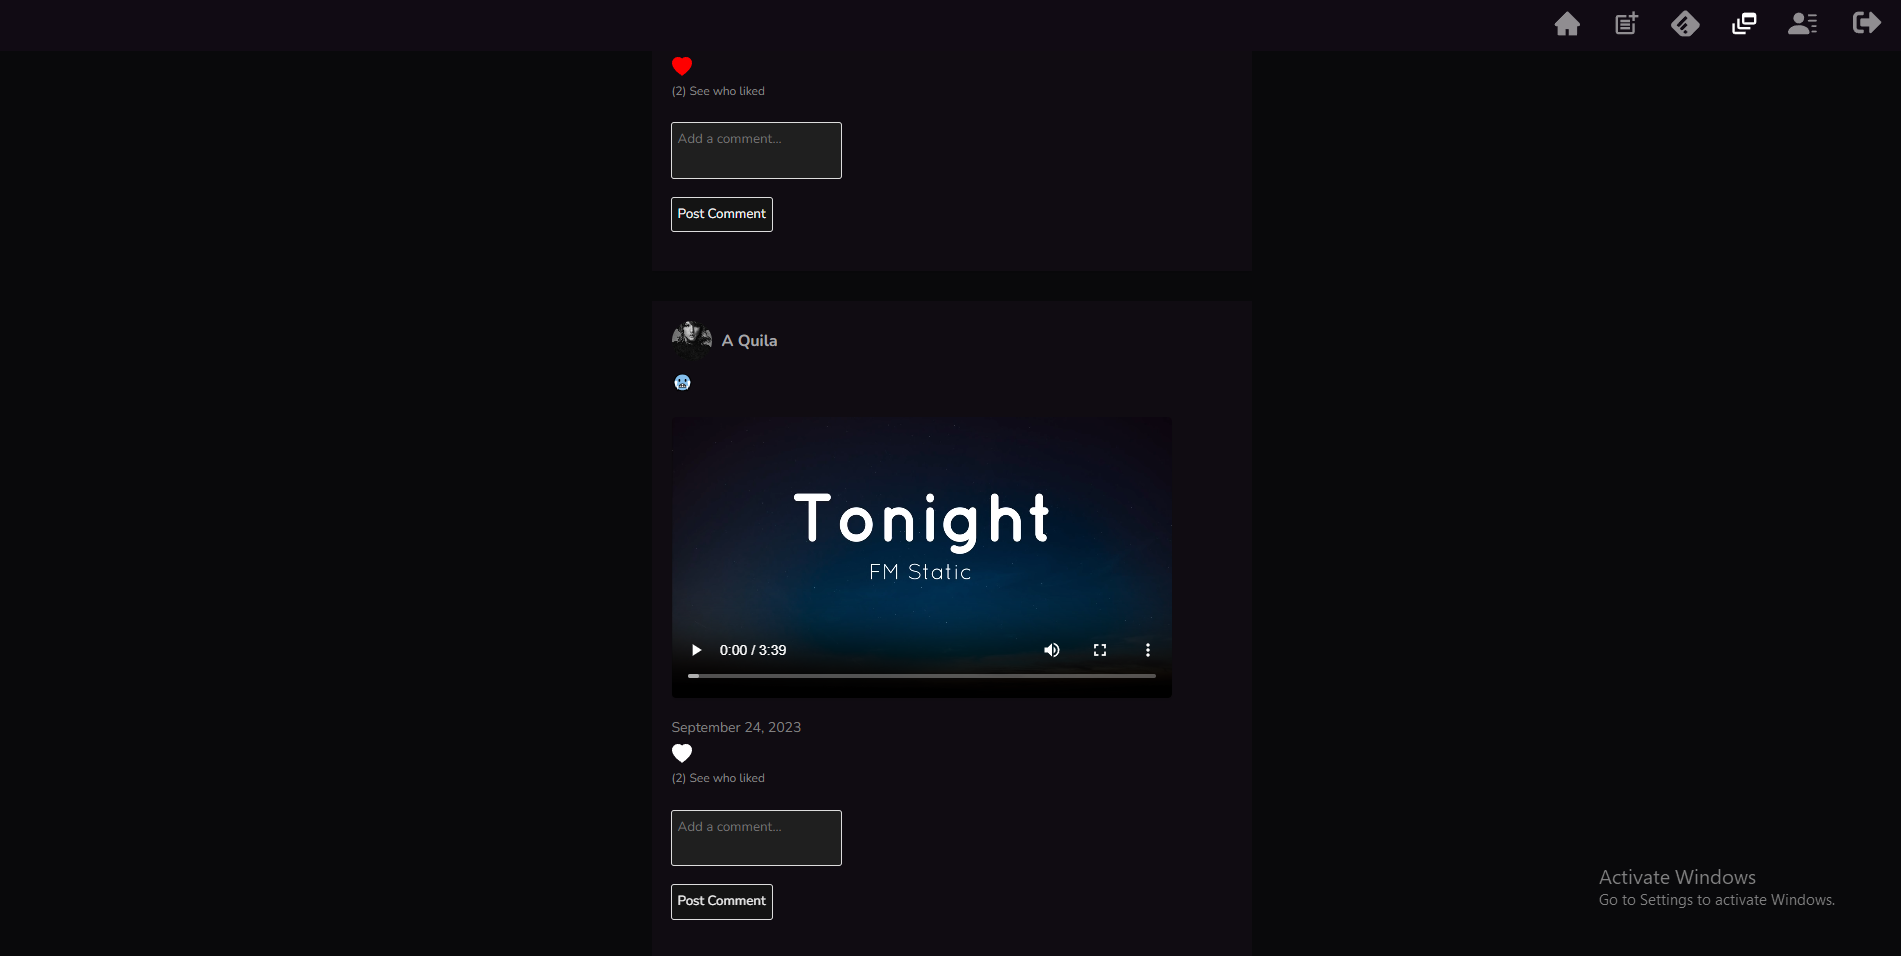 (2) See who liked
Add a comment...
Post Comment
A Quila
🥶
Tonight
FM Static
0:00 / 3:39
September 24, 2023
(2) See who liked
Add a comment...
Post Comment
Activate Windows
Go to Settings to activate Windows.